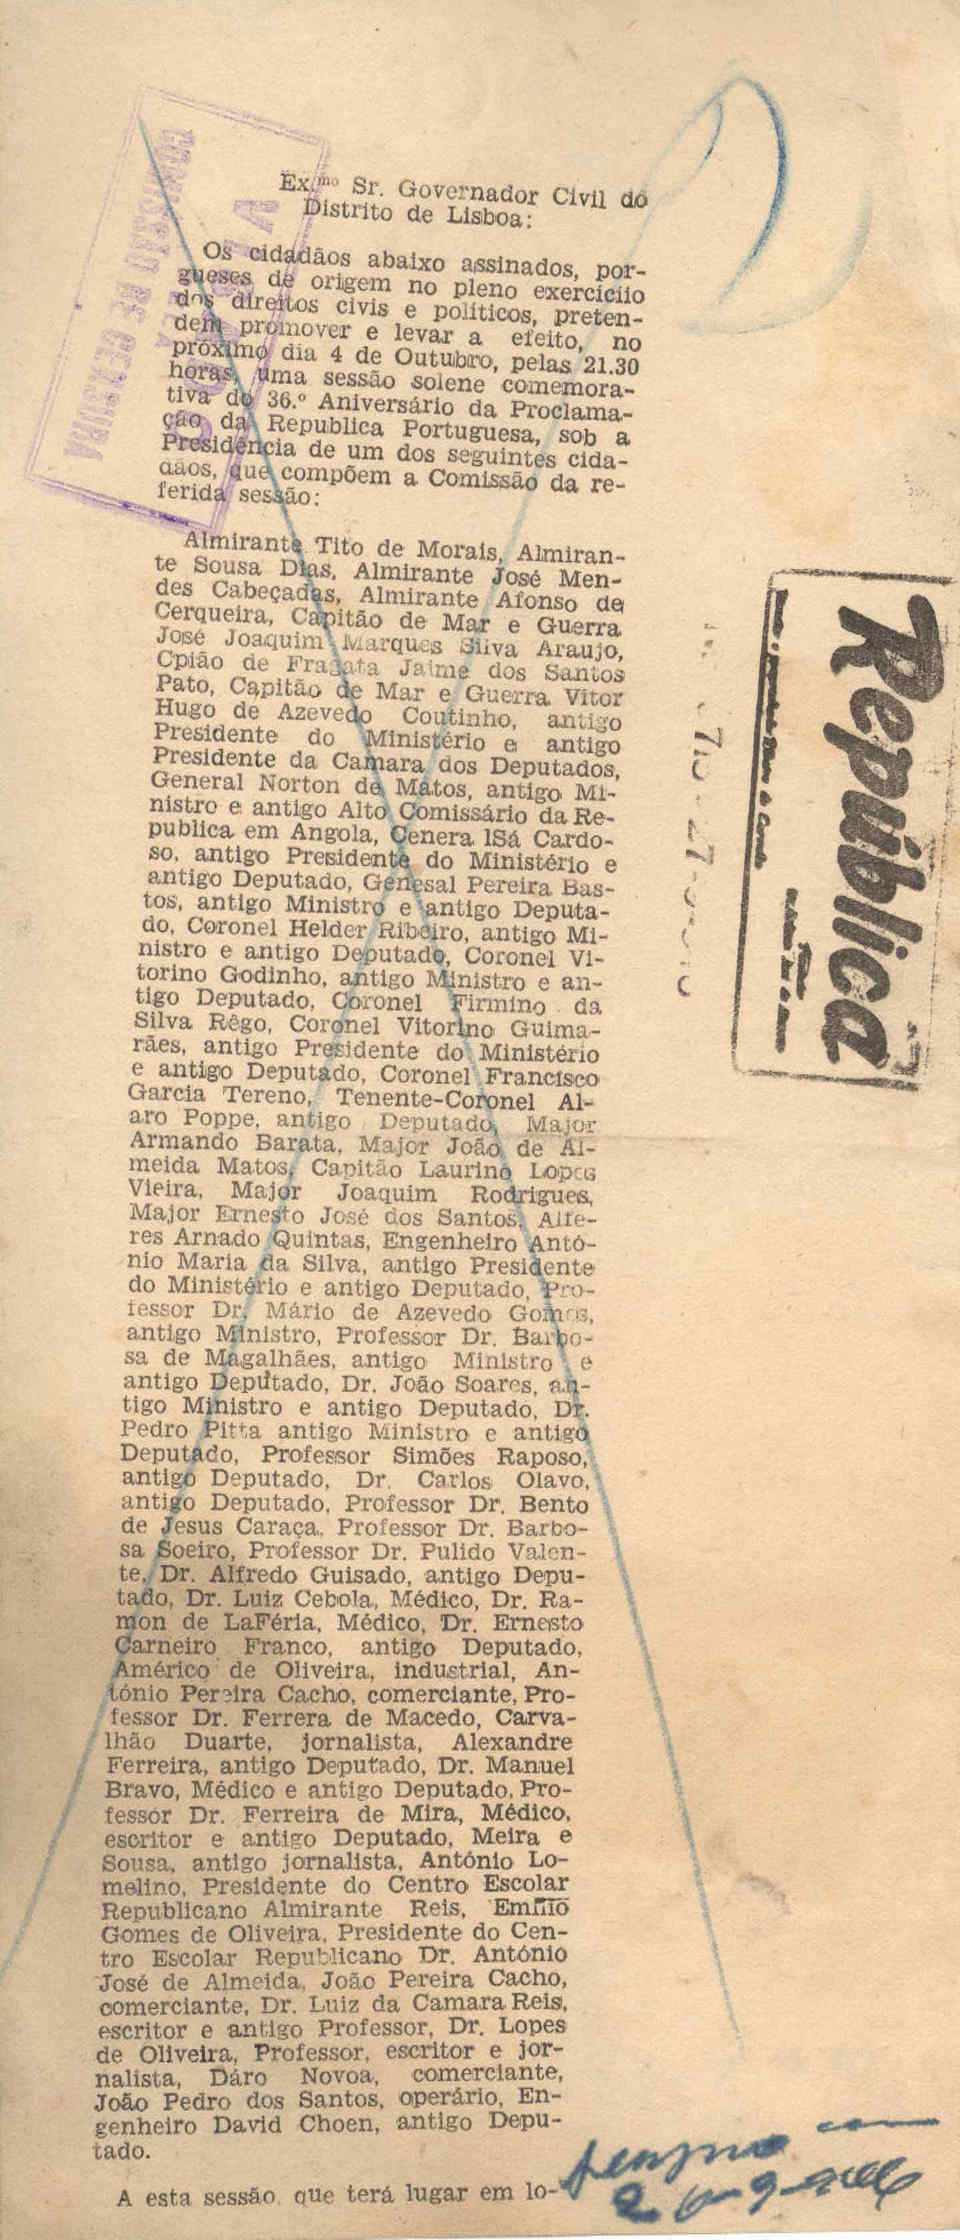 Ex.mo Sr. Governador Civil do
Distrito de Lisboa:
Os cidadãos abaixo assinados, por-
gueses de origem no pleno exercíciio
dos direitos civis e politicos, preten-
dem promover e levar a efeito, no
próximo dia 4 de Outubro, pelas 21.30
horas, uma sessão solene comemora-
tiva do 36.º Aniversário da Proclama-
ção da Republica Portuguesa, sob a
Presidência de um dos seguintes cida-
dãos, que compõem a Comissão da re-
ferida sessão:
Almirante Tito de Morais, Almiran-
te Sousa Dias, Almirante José Men-
des Cabeçadas, Almirante Afonso de
Cerqueira, Capitão de Mar e Guerra
José Joaquim Marques Silva Araujo,
Cpião de Fragata Jaime dos Santos
Pato, Capitão de Mar e Guerra Vitor
Hugo de Azevedo Coutinho, antigo
Presidente do Ministério e antigo
Presidente da Camara dos Deputados,
General Norton de Matos, antigo Mi-
nistro e antigo Alto Comissário da Re-
publica em Angola, Cenera lSá Cardo-
so, antigo Presidente do Ministério e
antigo Deputado, Genesal Pereira Bas-
tos, antigo Ministro e antigo Deputa-
do, Coronel Helder Ribeiro, antigo Mi-
nistro e antigo Deputado, Coronel Vi-
torino Godinho, antigo Ministro e an-
tigo Deputado, Coronel Firmino da
Silva Rêgo, Coronel Vitorino Guima-
rães, antigo Presidente do Ministério
e antigo Deputado, Coronel Francisco
Garcia Tereno, Tenente-Coronel Al-
aro Poppe, antigo Deputado, Major
Armando Barata, Major João de Al-
meida Matos, Capitão Laurino Lopes
Vieira, Major Joaquim Rodrigues,
Major Ernesto José dos Santos, Alfe-
res Arnado Quintas, Engenheiro Antó-
nio Maria da Silva, antigo Presidente
do Ministério e antigo Deputado, Pro-
fessor Dr. Mário de Azevedo Gomes,
antigo Ministro, Professor Dr. Barbo-
sa de Magalhães, antigo Ministro e
antigo Deputado, Dr. João Soares, an-
tigo Ministro e antigo Deputado, Dr.
Pedro Pitta antigo Ministro e antigo
Deputado, Professor Simões Raposo,
antigo Deputado, Dr. Carlos Olavo,
antigo Deputado, Professor Dr. Bento
de Jesus Caraça, Professor Dr. Barbo-
sa Soeiro, Professor Dr. Pulido Valen-
te, Dr. Alfredo Guisado, antigo Depu-
tado, Dr. Luiz Cebola, Médico, Dr. Ra-
mon de LaFéria, Médico, Dr. Ernesto
Carneiro Franco, antigo Deputado,
Américo de Oliveira, industrial, An-
tónio Pereira Cacho, comerciante, Pro-
fessor Dr. Ferrera de Macedo, Carva-
lhão Duarte, jornalista, Alexandre
Ferreira, antigo Deputado, Dr. Manuel
Bravo, Médico e antigo Deputado, Pro-
fessor Dr. Ferreira de Mira, Médico,
escritor e antigo Deputado, Meira e
Sousa, antigo jornalista, António Lo-
melino, Presidente do Centro Escolar
Republicano Almirante Reis, Emílio
Gomes de Oliveira, Presidente do Cen-
tro Escolar Republicano Dr. António
José de Almeida, João Pereira Cacho,
comerciante, Dr. Luiz da Camara Reis,
escritor e antigo Professor, Dr. Lopes
de Oliveira, Professor, escritor e jor-
nalista, Dáro Novoa, comerciante,
João Pedro dos Santos, operário, En-
genheiro David Choen, antigo Depu-
tado.
A esta sessão, que terá lugar em lo-
COMISSÃO DE CENSURA
República